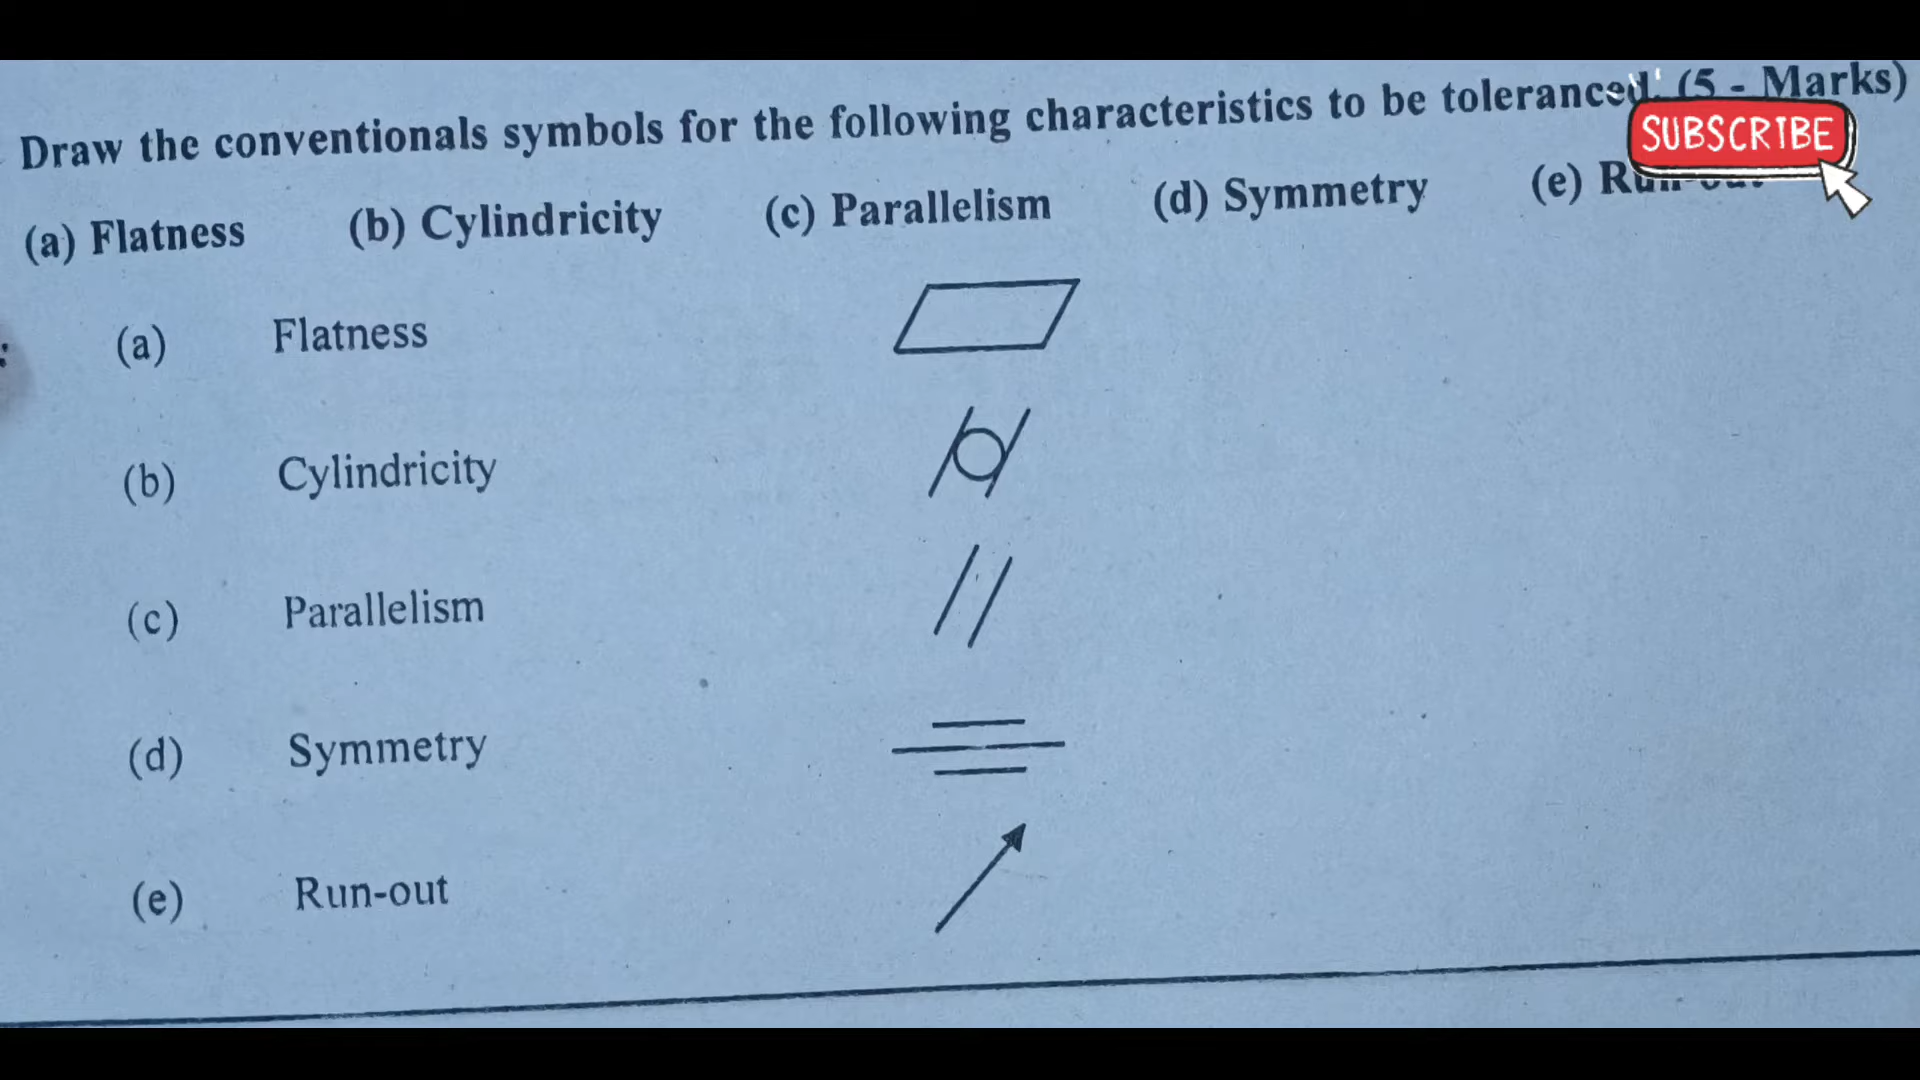 Draw the conventionals symbols for the following characteristics to be toleranced. (5 - Marks)
SUBSCRIBE
(a) Flatness (b) Cylindricity (c) Parallelism (d) Symmetry (e)
(a) Flatness
(b) Cylindricity
(c) Parallelism
(d) Symmetry
(e) Run-out